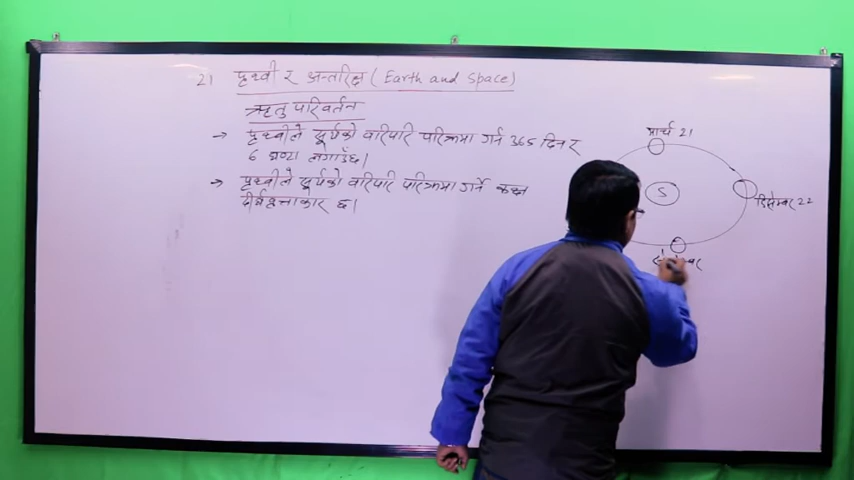 21 पृथ्वी र अन्तरिक्ष (Earth and Space)
ऋतु परिवर्तन
→ पृथ्वीले सूर्यको वरिपरि परिक्रमा गर्न 365 दिन र
६ घण्टा लगाउँछ।
→ पृथ्वीले सूर्यको वरिपरि परिक्रमा गर्ने कक्ष
दीर्घवृत्ताकार छ।
मार्च 21
S
डिसेम्बर 22